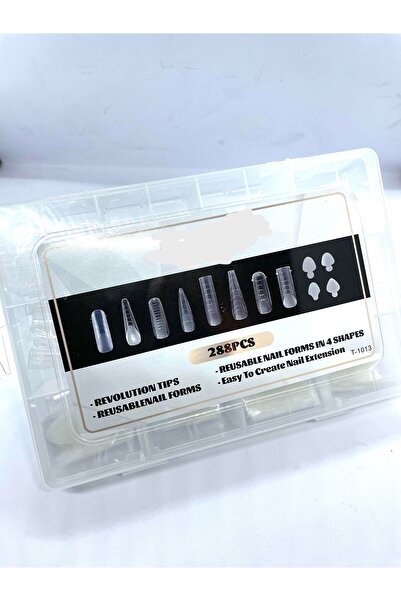 288PCS
- REVOLUTION TIPS
- REUSABLENAIL FORMS
- REUSABLE NAIL FORMS IN 4 SHAPES
- Easy To Create Nail Extension
T-1013